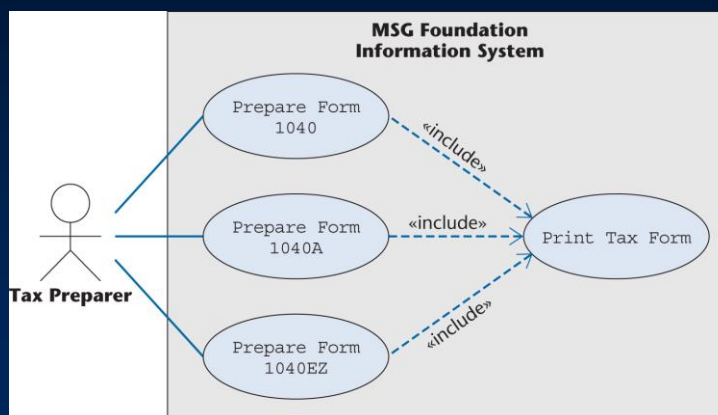 MSG Foundation
Information System
Prepare Form
1040
«include»
Tax Preparer
Prepare Form
1040A
«include»
Print Tax Form
Prepare Form
1040EZ
«include»